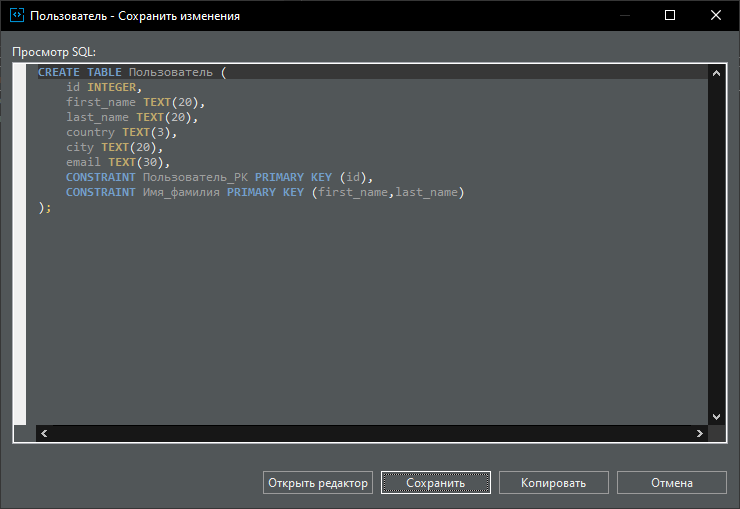 Пользователь - Сохранить изменения
Просмотр SQL:
CREATE TABLE Пользователь (
    id INTEGER,
    first_name TEXT(20),
    last_name TEXT(20),
    country TEXT(3),
    city TEXT(20),
    email TEXT(30),
    CONSTRAINT Пользователь_PK PRIMARY KEY (id),
    CONSTRAINT Имя_фамилия PRIMARY KEY (first_name,last_name)
);
Открыть редактор
Сохранить
Копировать
Отмена